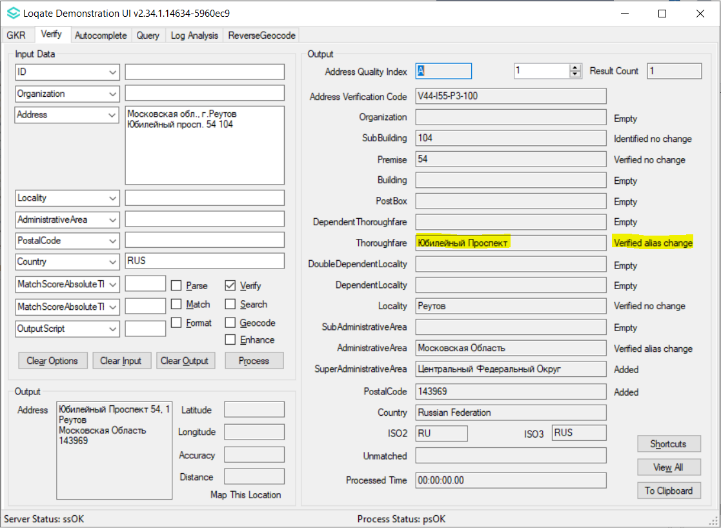 Loqate Demonstration UI v2.34.1.14634-5960ec9
GKR Verify Autocomplete Query Log Analysis ReverseGeocode
Input Data
ID
Organization
Address
Московская обл., г.Реутов
Юбилейный просп. 54 104
Locality
AdministrativeArea
PostalCode
Country RUS
MatchScoreAbsoluteTl Parse Verify
MatchScoreAbsoluteTl Match Search
OutputScript Format Geocode
Enhance
Clear Options Clear Input Clear Output Process
Output
Address
Юбилейный Проспект 54, 1
Реутов
Московская Область
143969
Latitude
Longitude
Accuracy
Distance
Map This Location
Output
Address Quality Index A 1 Result Count 1
Address Verification Code V44-I55-P3-100
Organization Empty
SubBuilding 104 Identified no change
Premise 54 Verified no change
Building Empty
PostBox Empty
DependentThoroughfare Empty
Thoroughfare Юбилейный Проспект Verified alias change
DoubleDependentLocality Empty
DependentLocality Empty
Locality Реутов Verified no change
SubAdministrativeArea Empty
AdministrativeArea Московская Область Verified alias change
SuperAdministrativeArea Центральный Федеральный Округ Added
PostalCode 143969 Added
Country Russian Federation
ISO2 RU ISO3 RUS
Unmatched
Processed Time 00:00:00.00
Shortcuts
View All
To Clipboard
Server Status: ssOK Process Status: psOK